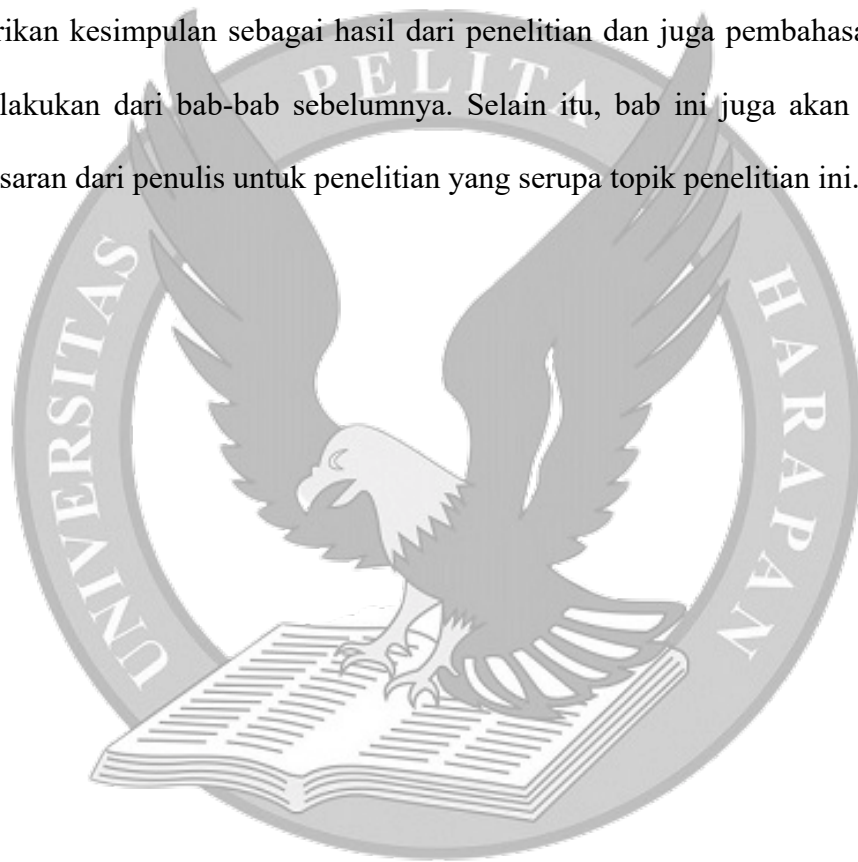 rikan kesimpulan sebagai hasil dari penelitian dan juga pembahasa
lakukan dari bab-bab sebelumnya. Selain itu, bab ini juga akan
saran dari penulis untuk penelitian yang serupa topik penelitian ini.
UNIVERSITAS PELITA HARAPAN